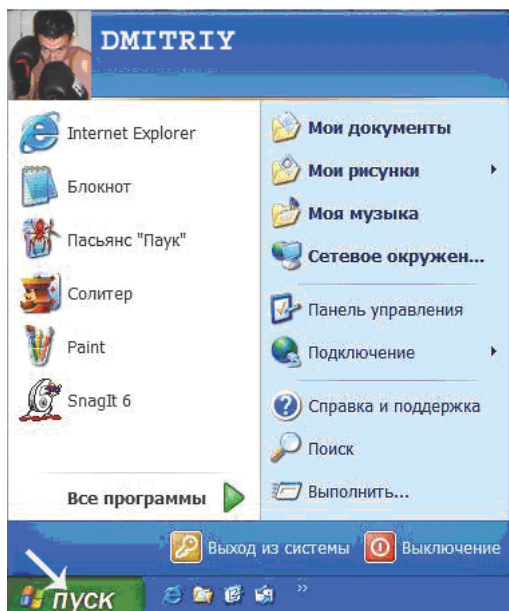 DMITRIY
Internet Explorer
Блокнот
Пасьянс "Паук"
Солитер
Paint
SnagIt 6
Все программы
Мои документы
Мои рисунки
Моя музыка
Сетевое окружен...
Панель управления
Подключение
Справка и поддержка
Поиск
Выполнить...
Выход из системы
Выключение
пуск